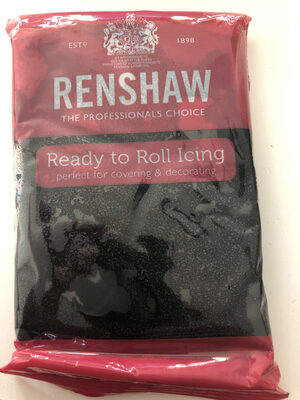 ESTD 1898
RENSHAW
THE PROFESSIONALS CHOICE
Ready to Roll Icing
perfect for covering & decorating